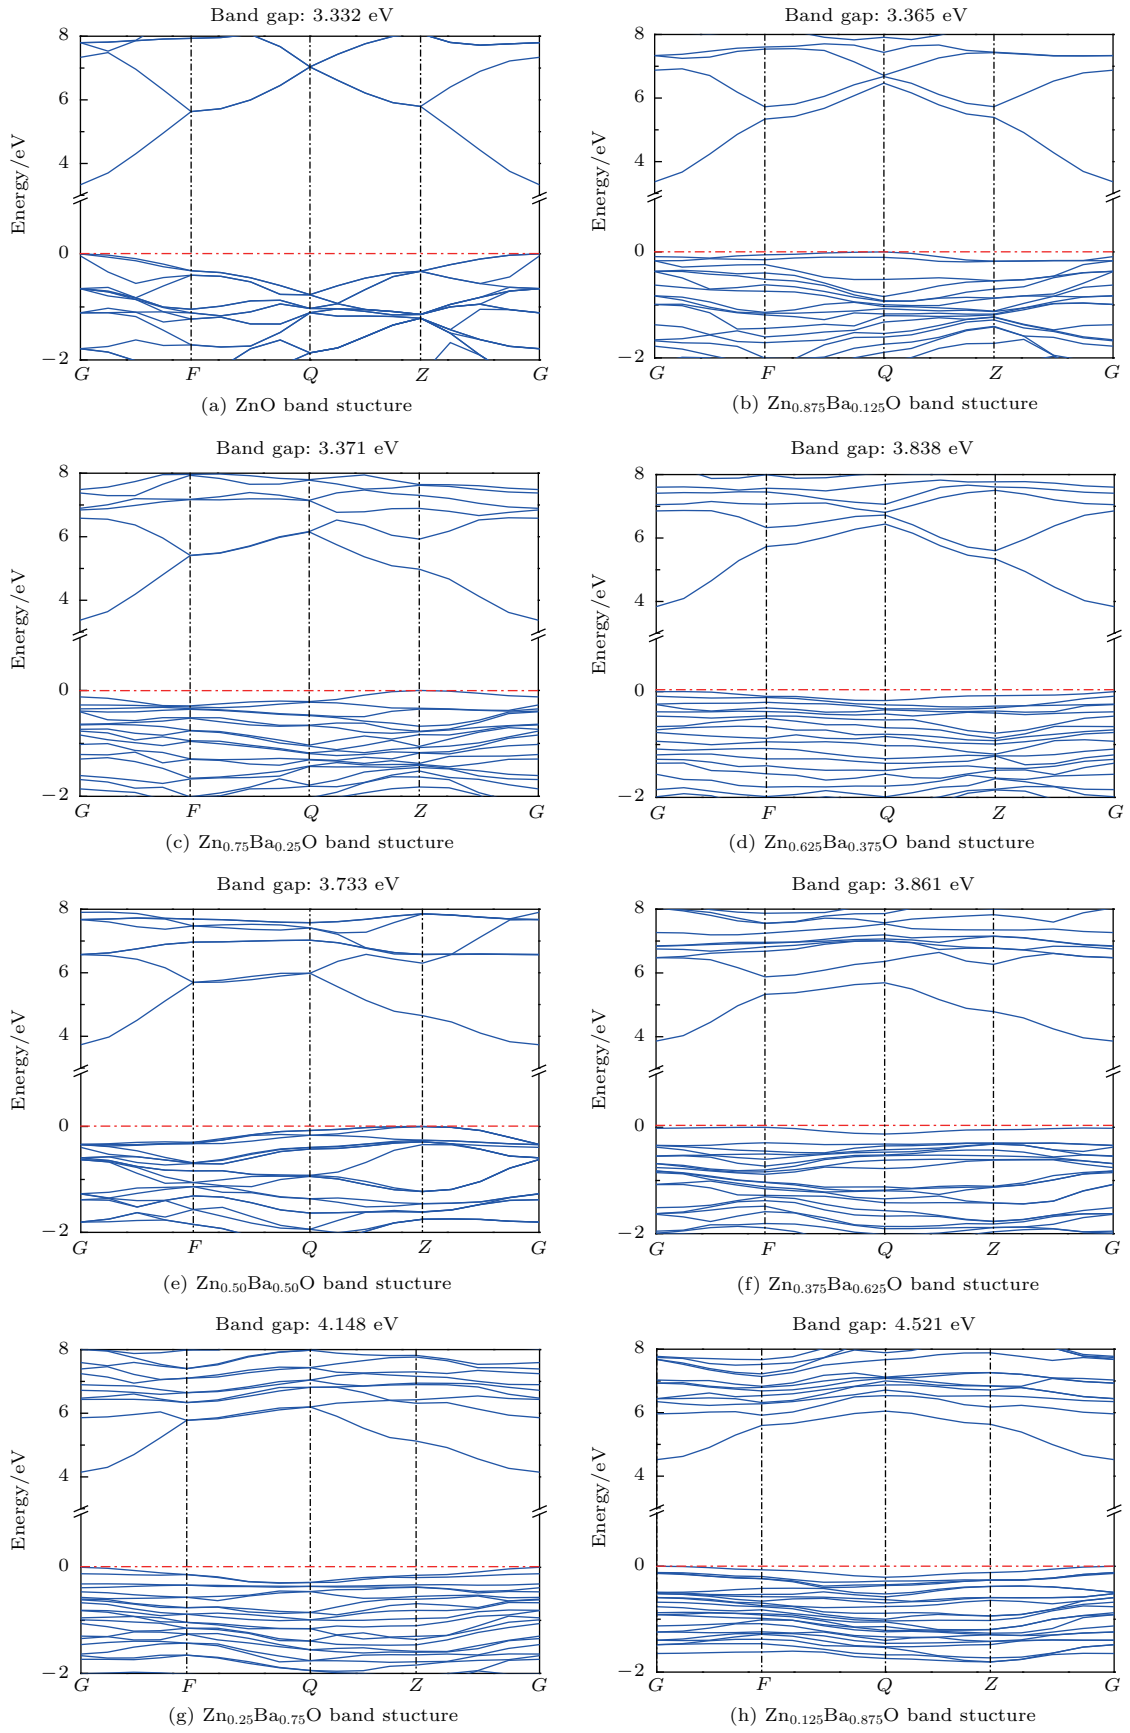 Band gap: 3.332 eV
8
6
4
0
−2
Energy/eV
G F Q Z G
(a) ZnO band stucture
Band gap: 3.365 eV
8
6
4
0
−2
Energy/eV
G F Q Z G
(b) Zn0.875Ba0.125O band stucture
Band gap: 3.371 eV
8
6
4
0
−2
Energy/eV
G F Q Z G
(c) Zn0.75Ba0.25O band stucture
Band gap: 3.838 eV
8
6
4
0
−2
Energy/eV
G F Q Z G
(d) Zn0.625Ba0.375O band stucture
Band gap: 3.733 eV
8
6
4
0
−2
Energy/eV
G F Q Z G
(e) Zn0.50Ba0.50O band stucture
Band gap: 3.861 eV
8
6
4
0
−2
Energy/eV
G F Q Z G
(f) Zn0.375Ba0.625O band stucture
Band gap: 4.148 eV
8
6
4
0
−2
Energy/eV
G F Q Z G
(g) Zn0.25Ba0.75O band stucture
Band gap: 4.521 eV
8
6
4
0
−2
Energy/eV
G F Q Z G
(h) Zn0.125Ba0.875O band stucture